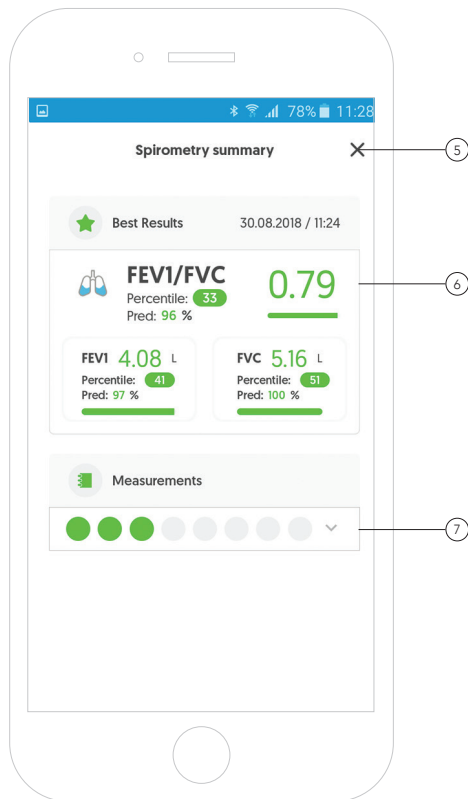 78% 11:28
Spirometry summary
5
Best Results 30.08.2018 / 11:24
FEV1/FVC 0.79
6
Percentile: 33
Pred: 96 %
FEV1 4.08 L FVC 5.16 L
Percentile: 41 Percentile: 51
Pred: 97 % Pred: 100 %
Measurements
7